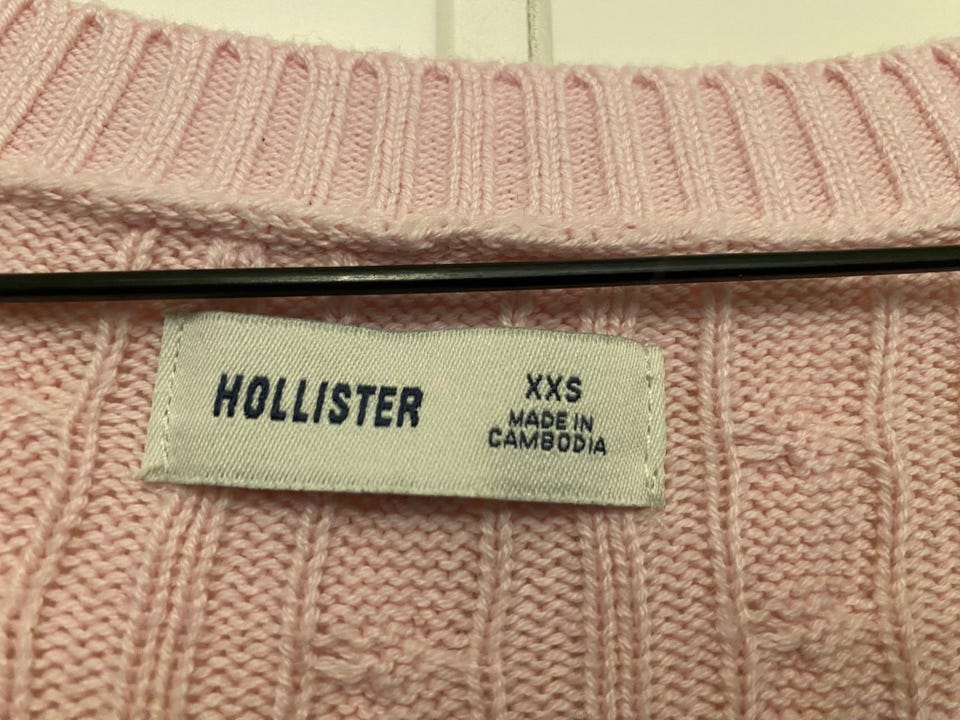 HOLLISTER
XXS
MADE IN
CAMBODIA